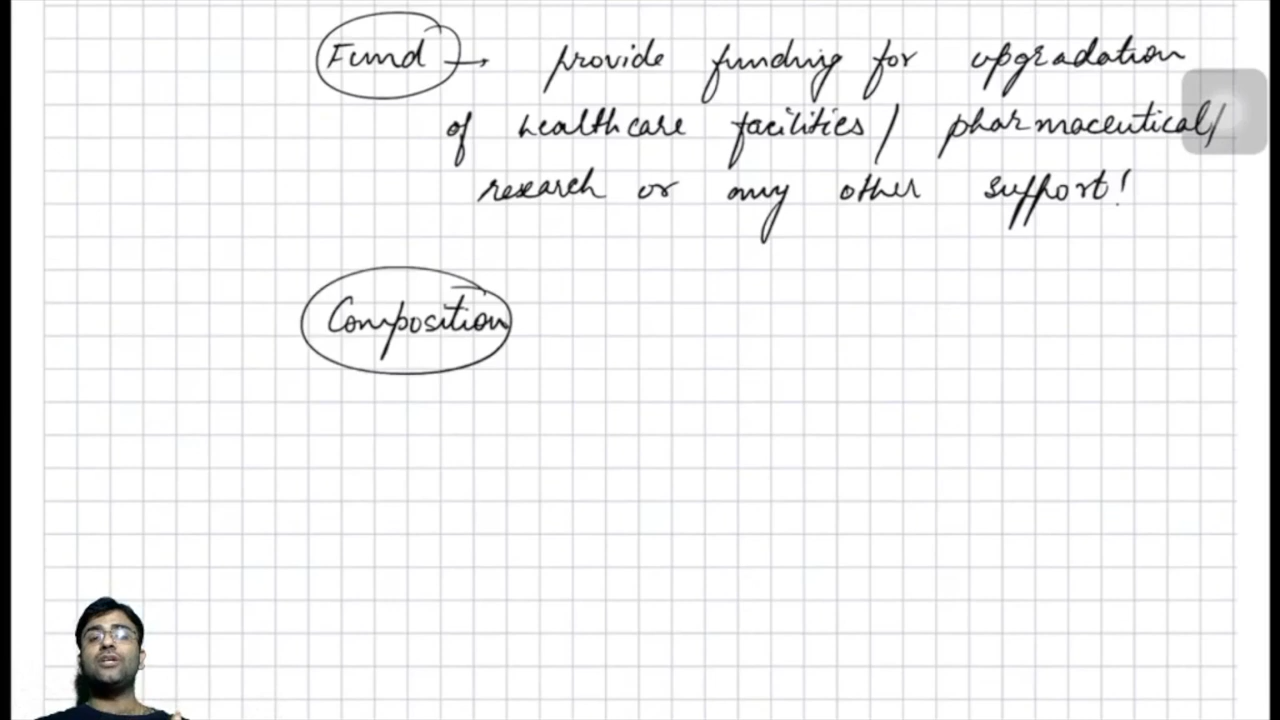 Fund → provide funding for upgradation
of healthcare facilities/ pharmaceutical/
research or any other support!
Composition